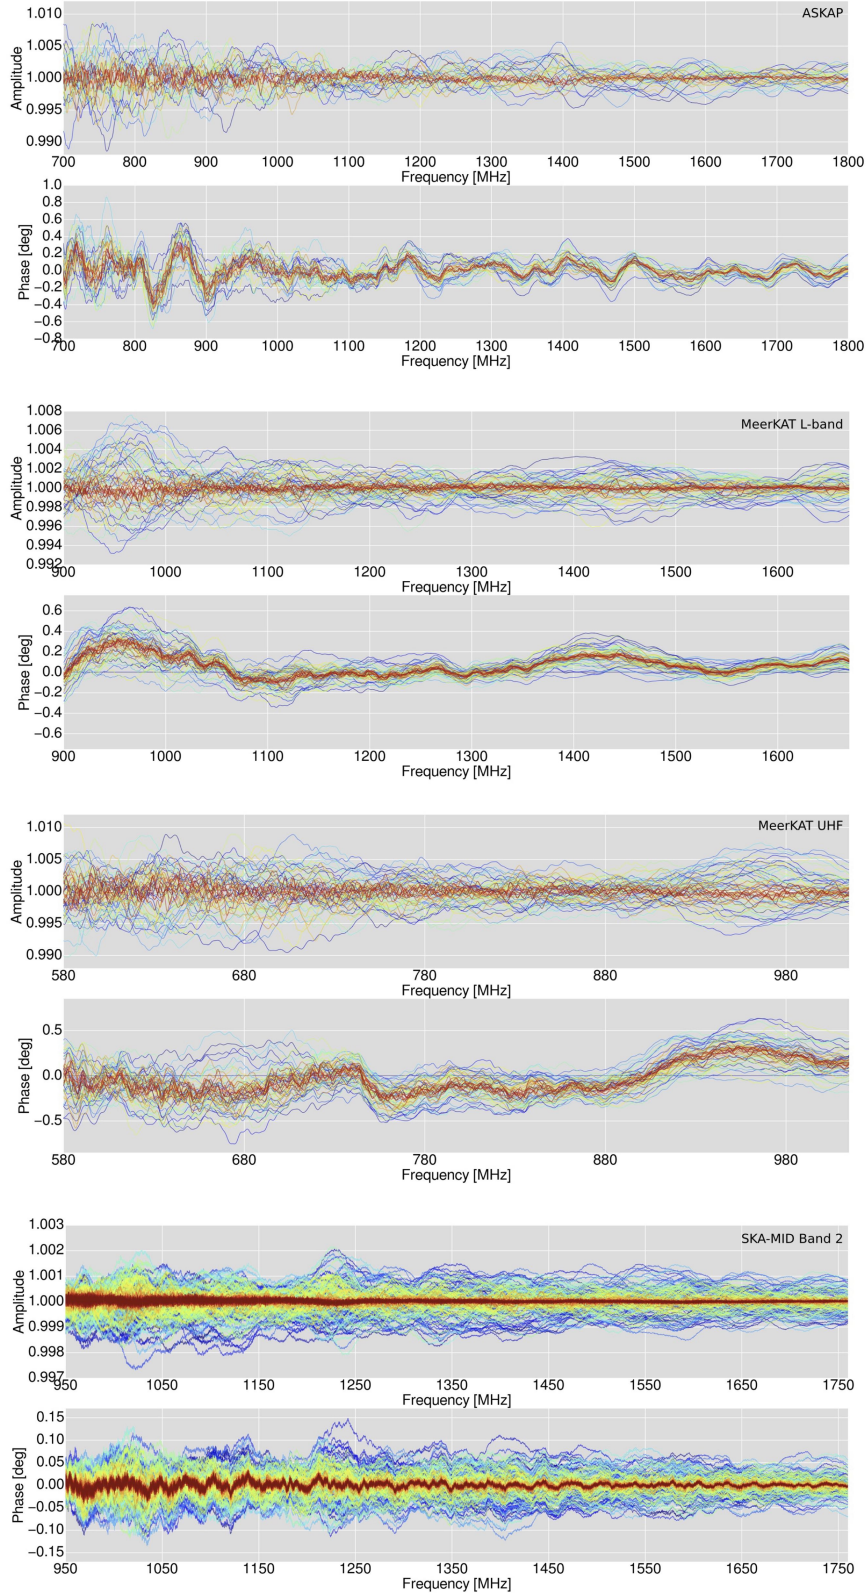 ASKAP
1.010
1.005
1.000
0.995
0.990
Amplitude
700 800 900 1000 1100 1200 1300 1400 1500 1600 1700 1800
Frequency [MHz]
1.0
0.8
0.6
0.4
0.2
0.0
−0.2
−0.4
−0.6
−0.8
Phase [deg]
700 800 900 1000 1100 1200 1300 1400 1500 1600 1700 1800
Frequency [MHz]
MeerKAT L-band
1.008
1.006
1.004
1.002
1.000
0.998
0.996
0.994
0.992
Amplitude
900 1000 1100 1200 1300 1400 1500 1600
Frequency [MHz]
0.6
0.4
0.2
0.0
−0.2
−0.4
−0.6
Phase [deg]
900 1000 1100 1200 1300 1400 1500 1600
Frequency [MHz]
MeerKAT UHF
1.010
1.005
1.000
0.995
0.990
Amplitude
580 680 780 880 980
Frequency [MHz]
0.5
0.0
−0.5
Phase [deg]
580 680 780 880 980
Frequency [MHz]
SKA-MID Band 2
1.003
1.002
1.001
1.000
0.999
0.998
0.997
Amplitude
950 1050 1150 1250 1350 1450 1550 1650 1750
Frequency [MHz]
0.15
0.10
0.05
0.00
−0.05
−0.10
−0.15
Phase [deg]
950 1050 1150 1250 1350 1450 1550 1650 1750
Frequency [MHz]